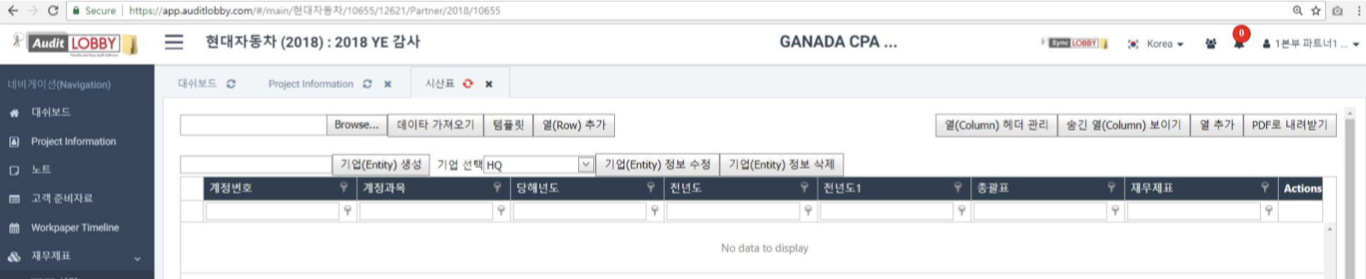 Secure | https://app.auditlobby.com/#/main/현대자동차/10655/12621/Partner/2018/10655
Audit LOBBY 현대자동차 (2018) : 2018 YE 감사 GANADA CPA ... Sync LOBBY Korea 0 1본부 파트너1 ...
네비게이션(Navigation) 대쉬보드 Project Information 시산표
대쉬보드 Browse... 데이타 가져오기 템플릿 열(Row) 추가 열(Column) 헤더 관리 숨긴 열(Column) 보이기 열 추가 PDF로 내려받기
Project Information
노트 기업(Entity) 생성 기업 선택 HQ 기업(Entity) 정보 수정 기업(Entity) 정보 삭제
고객 준비자료 계정번호 계정과목 당해년도 전년도 전년도1 총괄표 재무제표 Actions
Workpaper Timeline
재무제표 No data to display